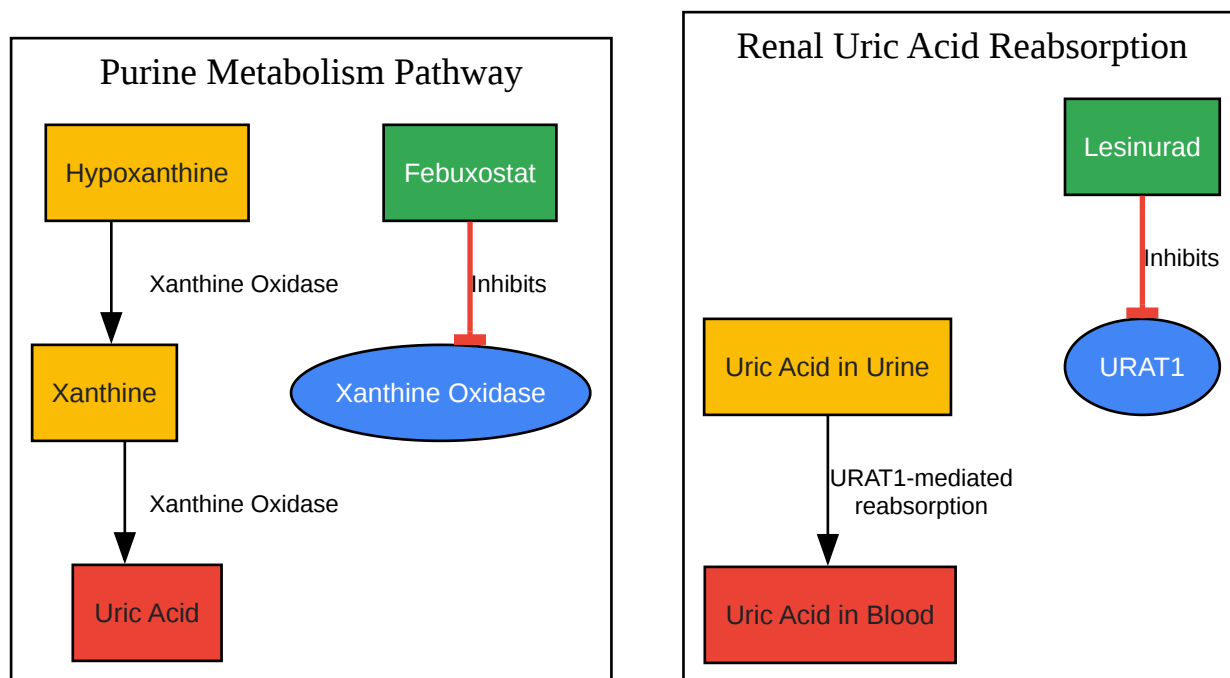 Purine Metabolism Pathway
Hypoxanthine
Febuxostat
Xanthine Oxidase
Inhibits
Xanthine
Xanthine Oxidase
Xanthine Oxidase
Uric Acid
Renal Uric Acid Reabsorption
Lesinurad
Inhibits
Uric Acid in Urine
URAT1
URAT1-mediated
reabsorption
Uric Acid in Blood